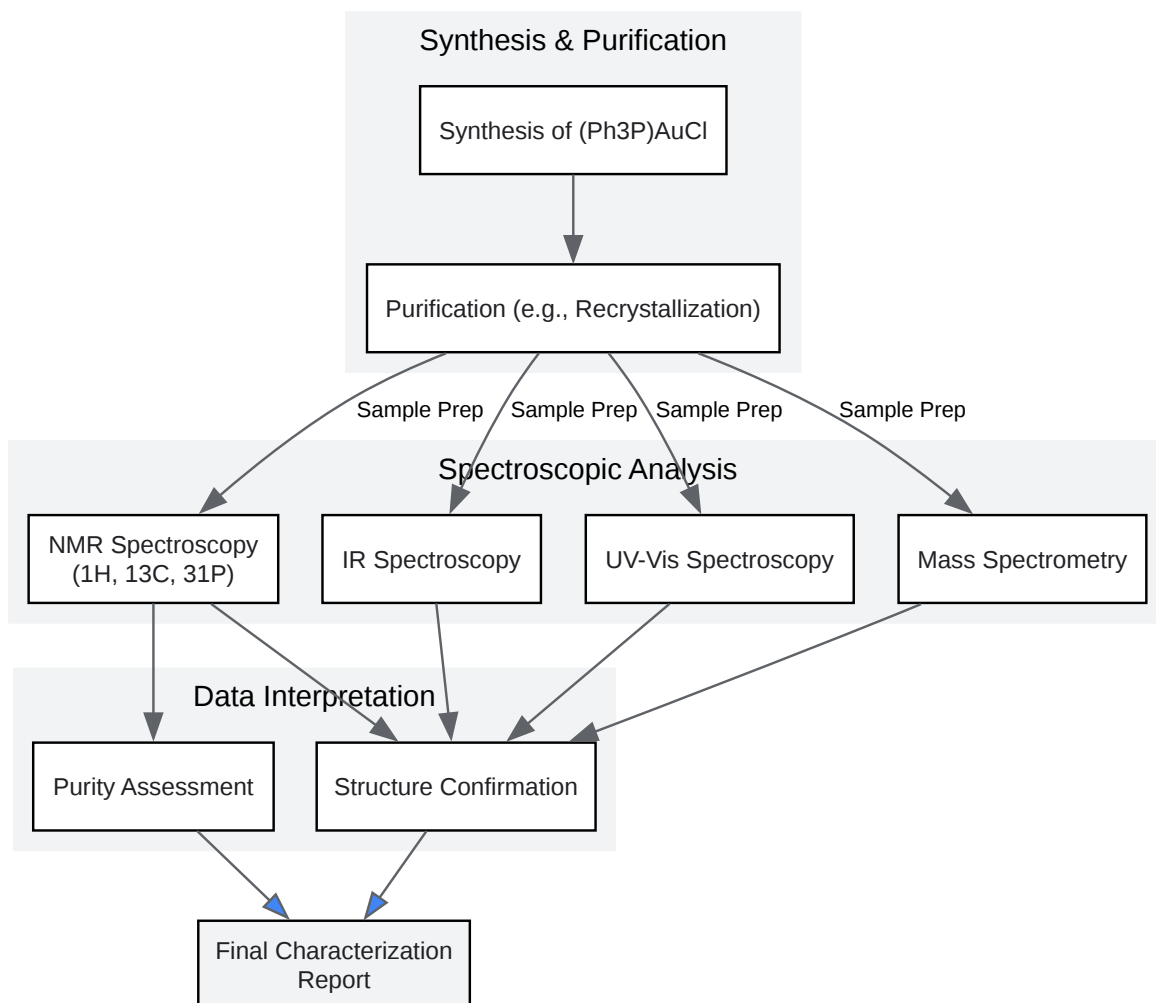 Synthesis & Purification
Synthesis of (Ph3P)AuCl
Purification (e.g., Recrystallization)
Sample Prep
Sample Prep
Sample Prep
Sample Prep
Spectroscopic Analysis
NMR Spectroscopy
(1H, 13C, 31P)
IR Spectroscopy
UV-Vis Spectroscopy
Mass Spectrometry
Data Interpretation
Purity Assessment
Structure Confirmation
Final Characterization
Report